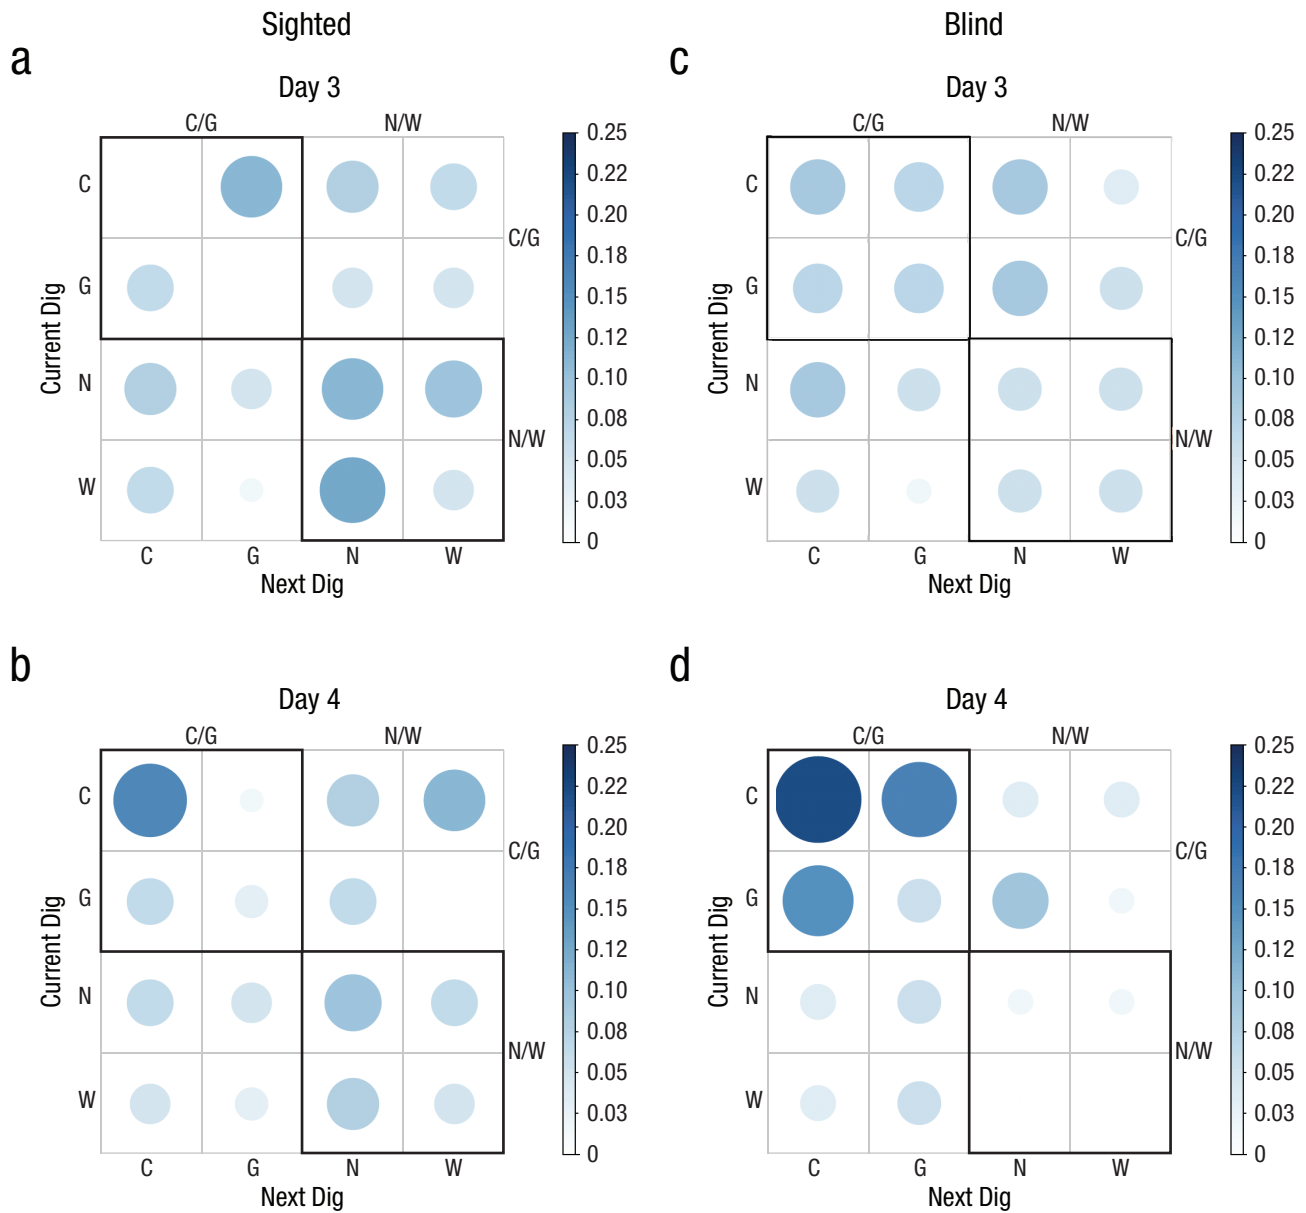 Sighted
Blind
a
Day 3
C/G N/W
C
G
N
W
C/G
N/W
Current Dig
C G N W
Next Dig
0.25
0.22
0.20
0.18
0.15
0.12
0.10
0.08
0.05
0.03
0
c
Day 3
C/G N/W
C
G
N
W
C/G
N/W
Current Dig
C G N W
Next Dig
0.25
0.22
0.20
0.18
0.15
0.12
0.10
0.08
0.05
0.03
0
b
Day 4
C/G N/W
C
G
N
W
C/G
N/W
Current Dig
C G N W
Next Dig
0.25
0.22
0.20
0.18
0.15
0.12
0.10
0.08
0.05
0.03
0
d
Day 4
C/G N/W
C
G
N
W
C/G
N/W
Current Dig
C G N W
Next Dig
0.25
0.22
0.20
0.18
0.15
0.12
0.10
0.08
0.05
0.03
0